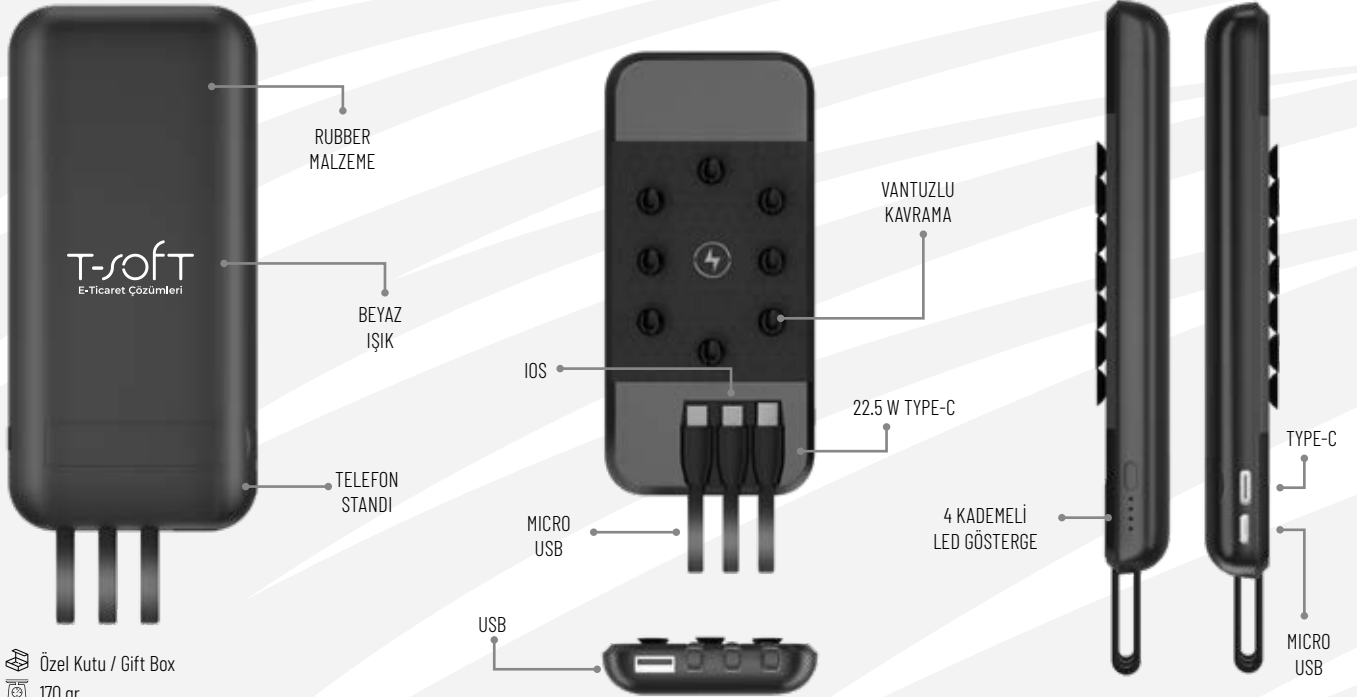 RUBBER
MALZEME
T-SOFT
E-Ticaret Çözümleri
BEYAZ
IŞIK
TELEFON
STANDI
Özel Kutu / Gift Box
170 gr
VANTUZLU
KAVRAMA
IOS
22.5 W TYPE-C
MICRO
USB
USB
4 KADEMELİ
LED GÖSTERGE
TYPE-C
MICRO
USB